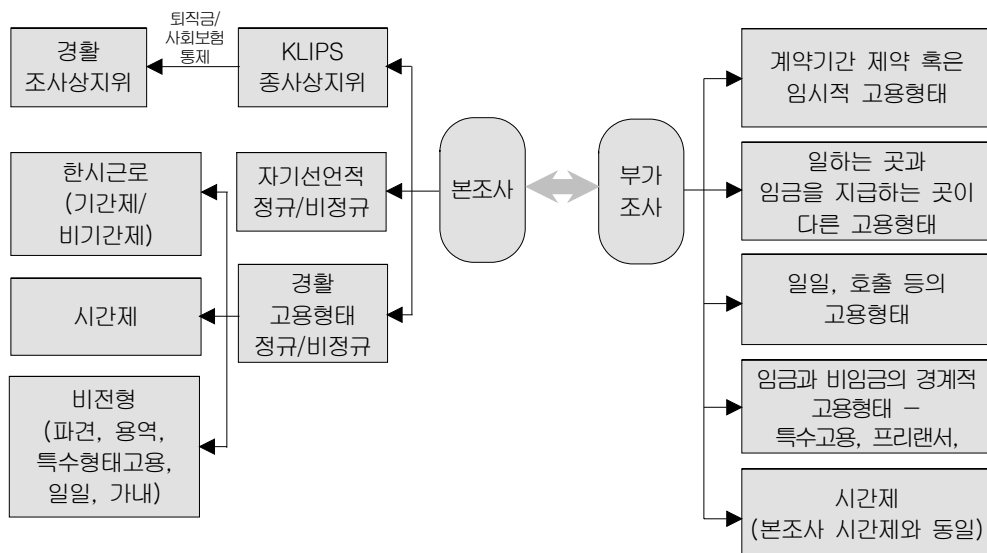 퇴직금/
사회보험
통제
경활
조사상지위
KLIPS
종사상지위
한시근로
(기간제/
비기간제)
자기선언적
정규/비정규
시간제
경활
고용형태
정규/비정규
비전형
(파견, 용역,
특수형태고용,
일일, 가내)
본조사
부가
조사
계약기간 제약 혹은
임시적 고용형태
일하는 곳과
임금을 지급하는 곳이
다른 고용형태
일일, 호출 등의
고용형태
임금과 비임금의 경계적
고용형태 –
특수고용, 프리랜서,
시간제
(본조사 시간제와 동일)